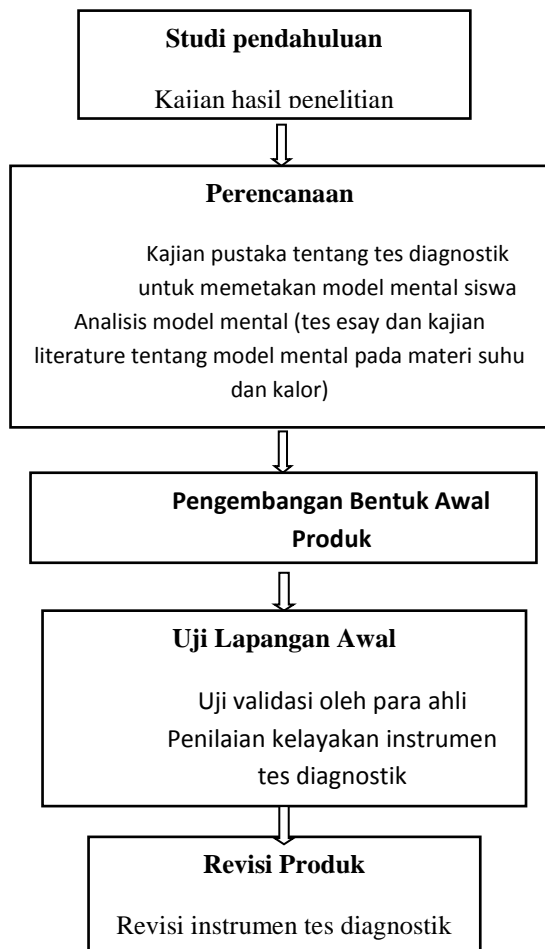 Studi pendahuluan
Kajian hasil penelitian
Perencanaan
Kajian pustaka tentang tes diagnostik
untuk memetakan model mental siswa
Analisis model mental (tes esay dan kajian
literature tentang model mental pada materi suhu
dan kalor)
Pengembangan Bentuk Awal
Produk
Uji Lapangan Awal
Uji validasi oleh para ahli
Penilaian kelayakan instrumen
tes diagnostik
Revisi Produk
Revisi instrumen tes diagnostik